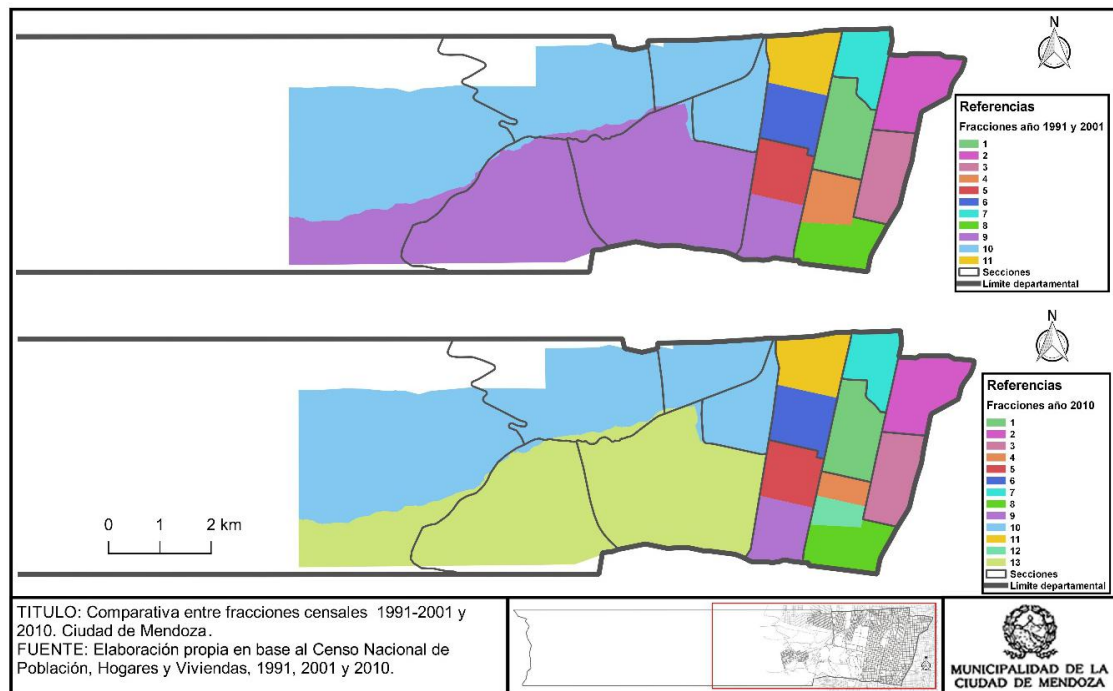 N
Referencias
Fracciones año 1991 y 2001
1
2
3
4
5
6
7
8
9
10
11
Secciones
Límite departamental
N
Referencias
Fracciones año 2010
1
2
3
4
5
6
7
8
9
10
11
12
13
Secciones
Límite departamental
0 1 2 km
TITULO: Comparativa entre fracciones censales 1991-2001 y
2010. Ciudad de Mendoza.
FUENTE: Elaboración propia en base al Censo Nacional de
Población, Hogares y Viviendas, 1991, 2001 y 2010.
MUNICIPALIDAD DE LA
CIUDAD DE MENDOZA